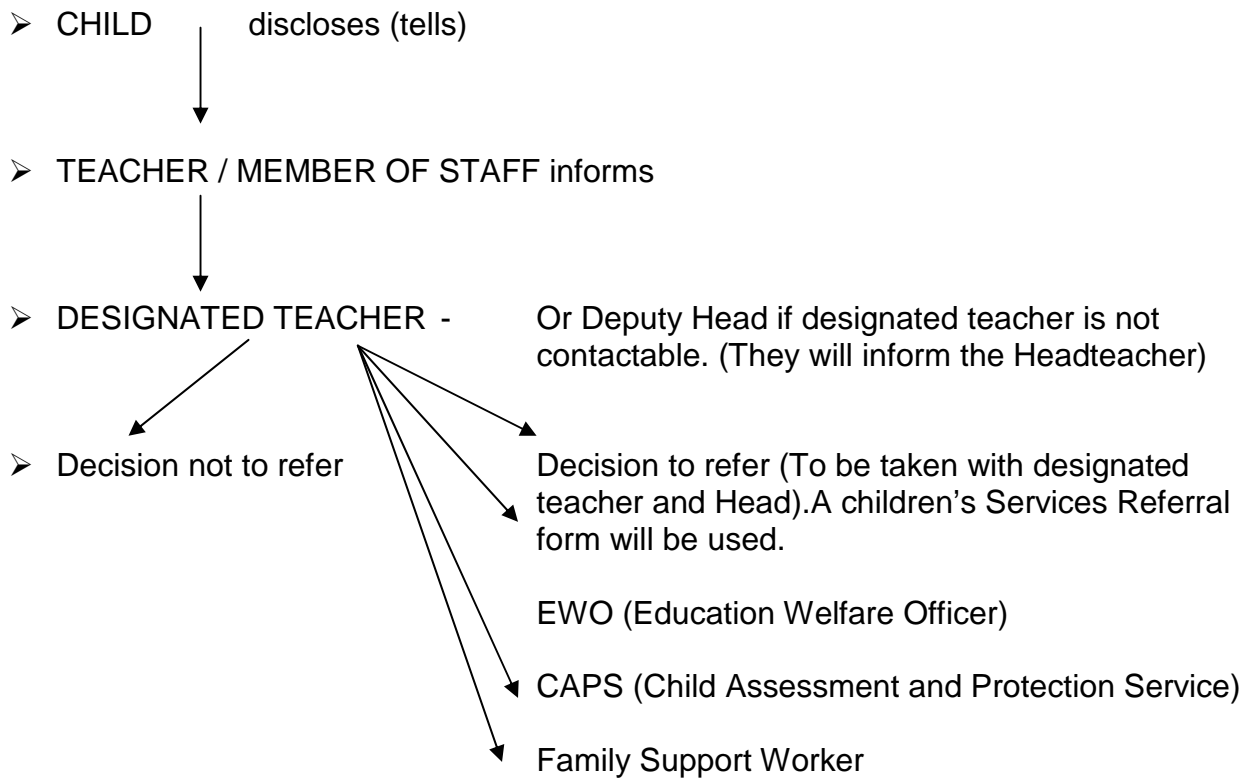 ➢ CHILD discloses (tells)
➢ TEACHER / MEMBER OF STAFF informs
➢ DESIGNATED TEACHER - Or Deputy Head if designated teacher is not
contactable. (They will inform the Headteacher)
➢ Decision not to refer Decision to refer (To be taken with designated
teacher and Head).A children’s Services Referral
form will be used.
EWO (Education Welfare Officer)
CAPS (Child Assessment and Protection Service)
Family Support Worker